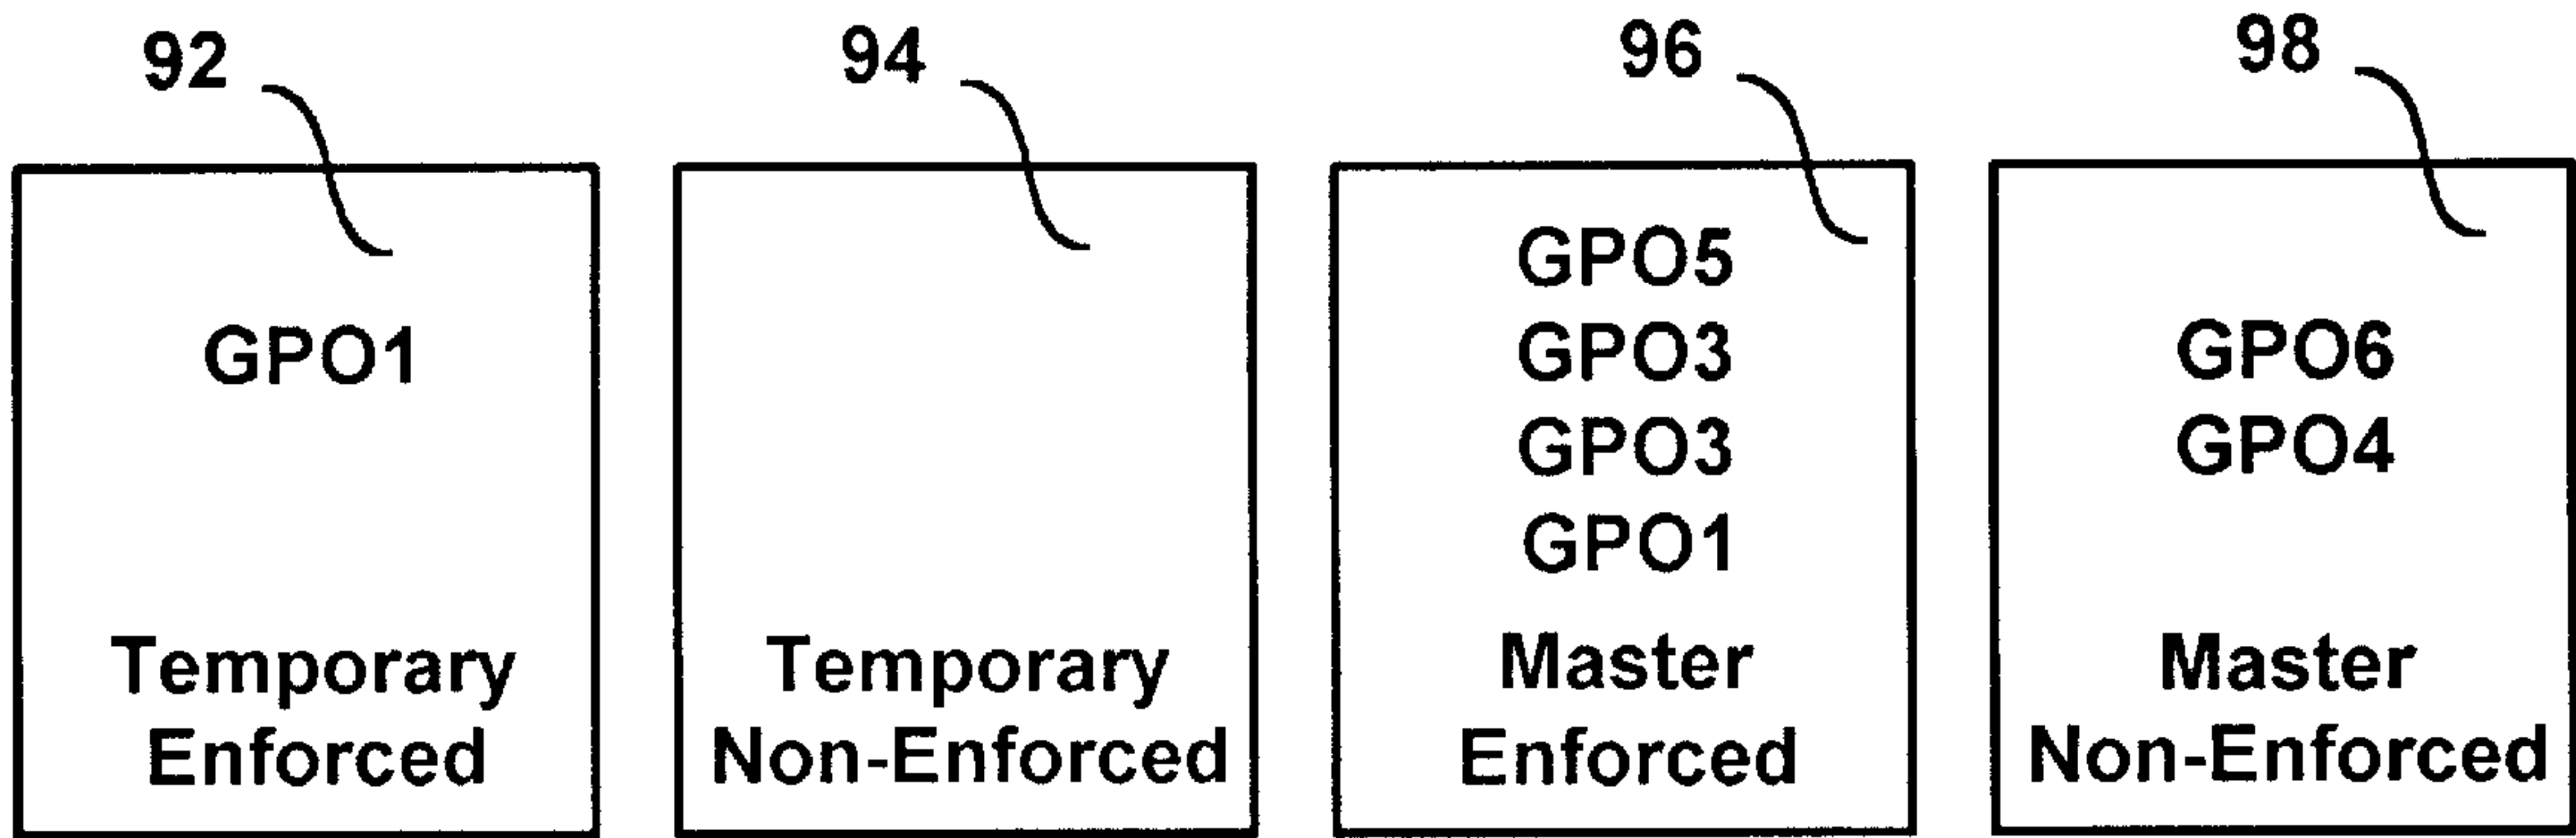 92
94
96
98
GPO1
Temporary
Enforced
Temporary
Non-Enforced
GPO5
GPO3
GPO3
GPO1
Master
Enforced
GPO6
GPO4
Master
Non-Enforced